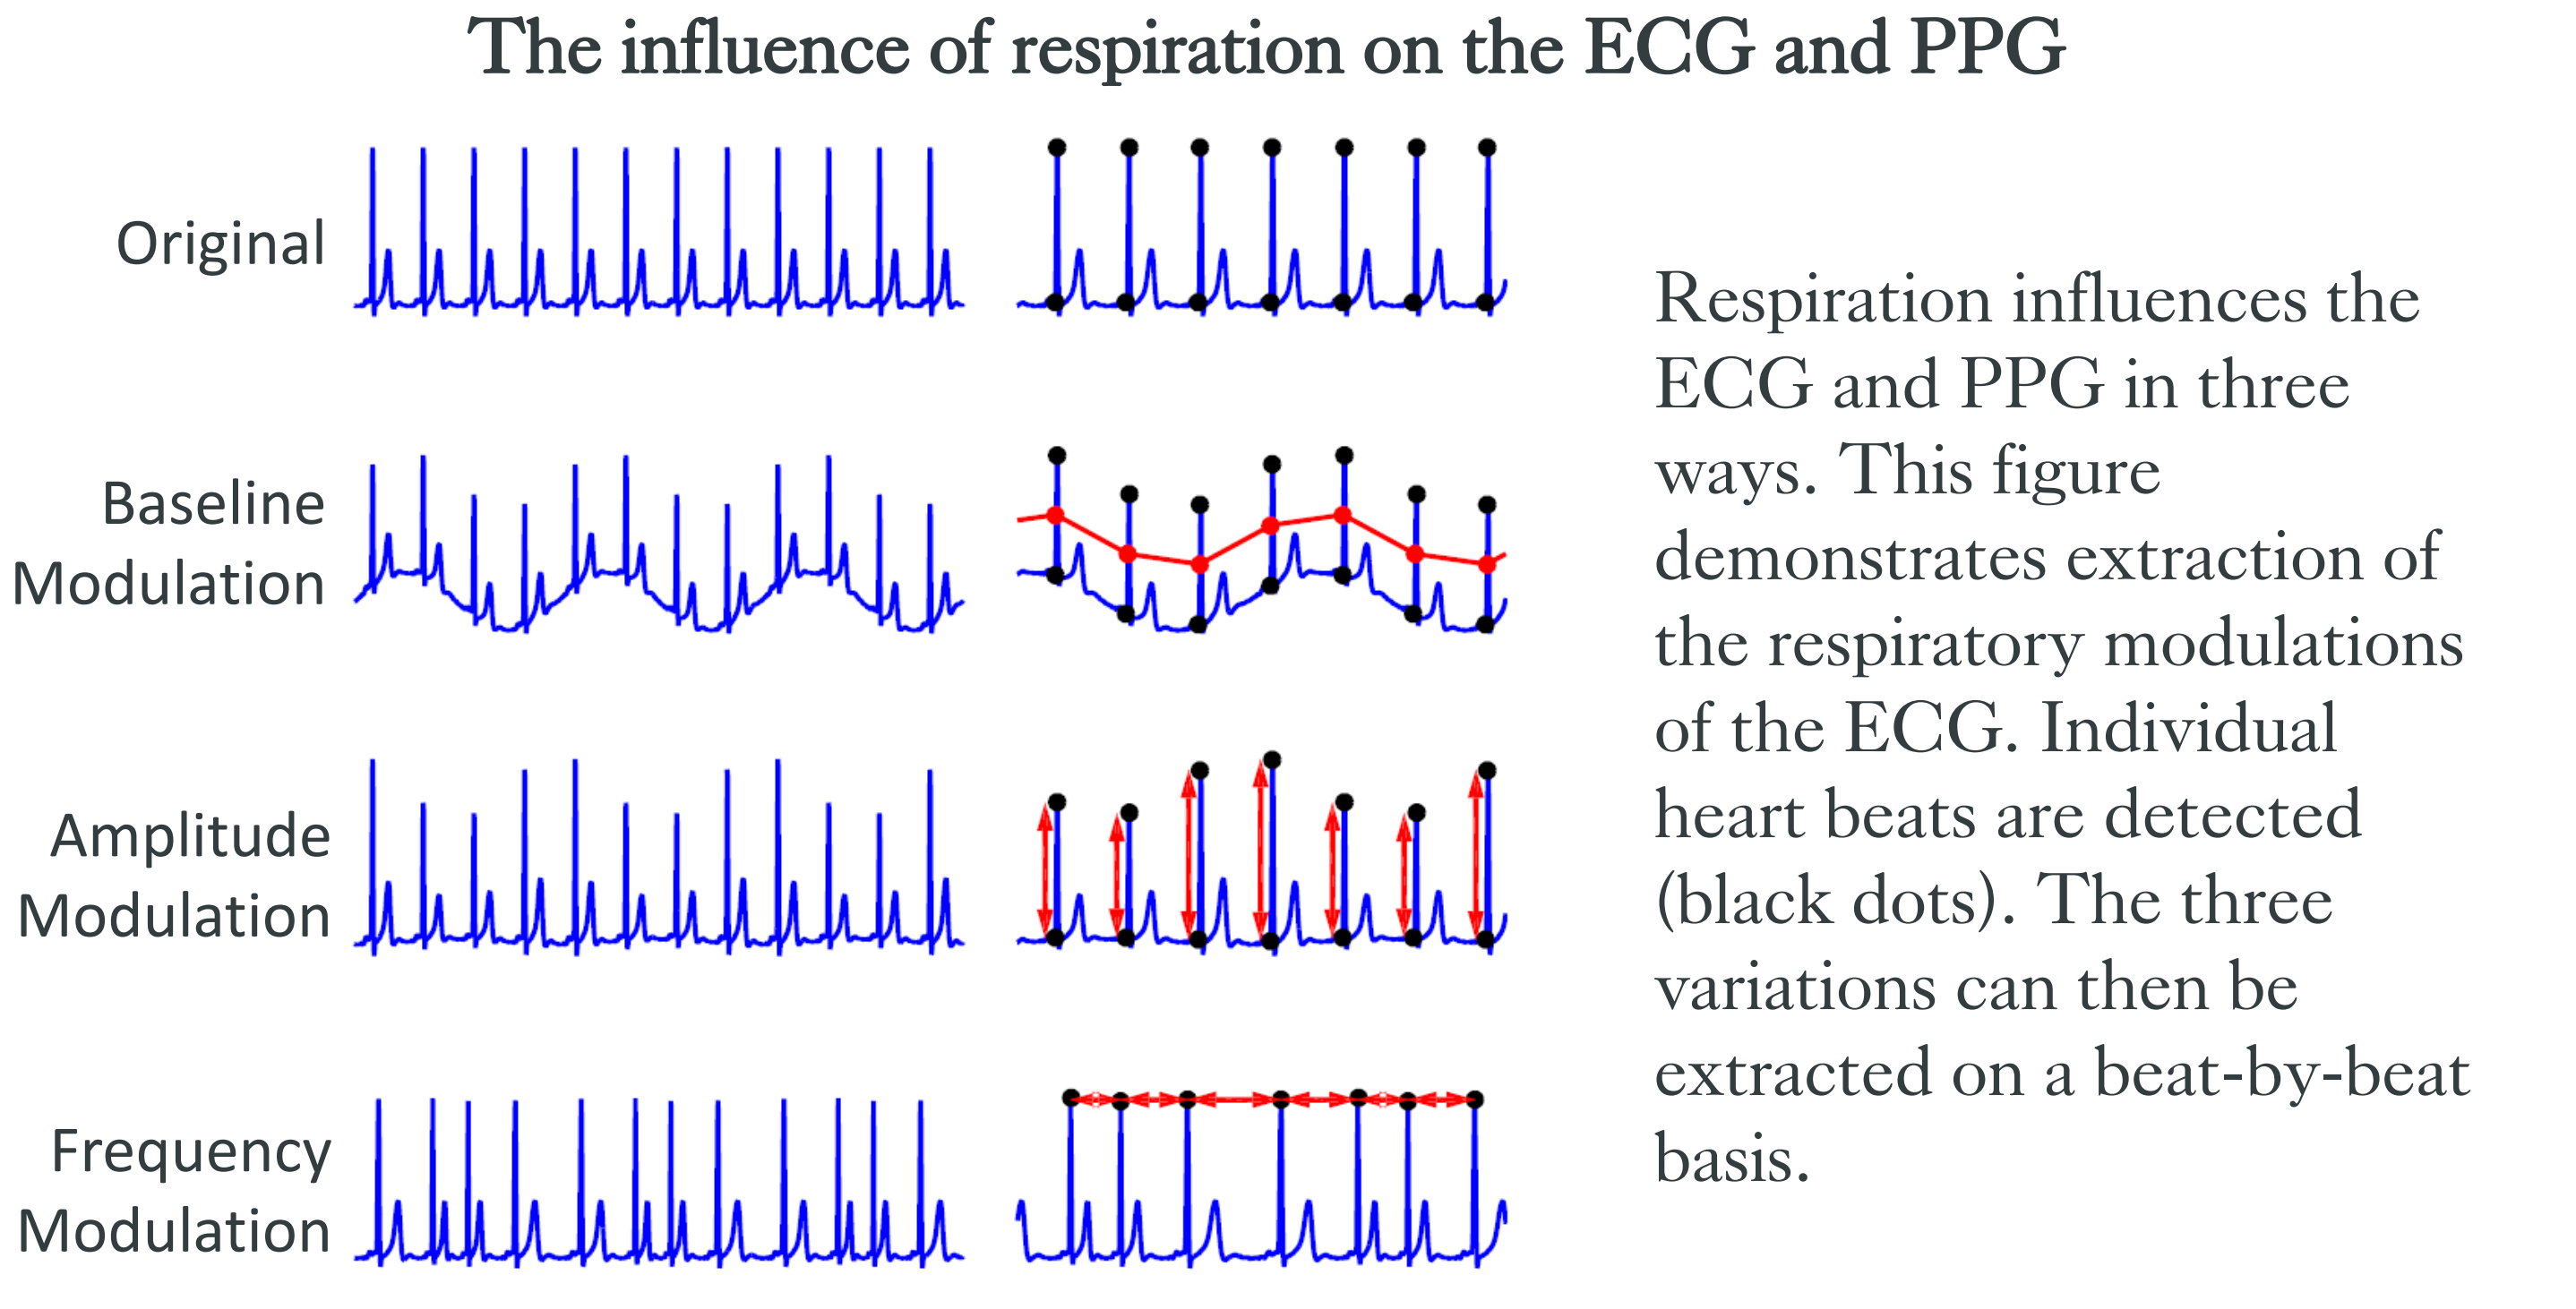 The influence of respiration on the ECG and PPG
Original
Baseline
Modulation
Amplitude
Modulation
Frequency
Modulation
Respiration influences the
ECG and PPG in three
ways. This figure
demonstrates extraction of
the respiratory modulations
of the ECG. Individual
heart beats are detected
(black dots). The three
variations can then be
extracted on a beat-by-beat
basis.